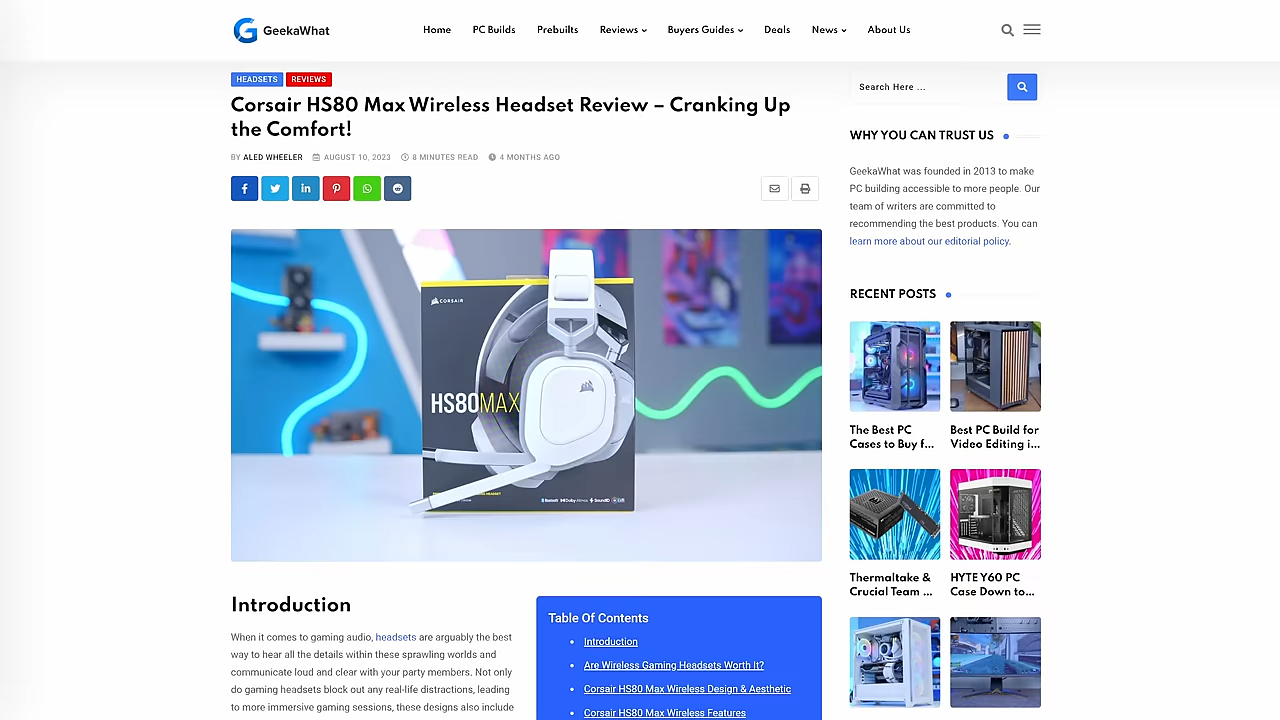 GeekaWhat
Home PC Builds Prebuilts Reviews Buyers Guides Deals News About Us
HEADSETS REVIEWS
Corsair HS80 Max Wireless Headset Review – Cranking Up
the Comfort!
BY ALED WHEELER AUGUST 10, 2023 8 MINUTES READ 4 MONTHS AGO
CORSAIR
HS80MAX
Introduction
When it comes to gaming audio, headsets are arguably the best
way to hear all the details within these sprawling worlds and
communicate loud and clear with your party members. Not only
do gaming headsets block out any real-life distractions, leading
to more immersive gaming sessions, these designs also include
Table Of Contents
Introduction
Are Wireless Gaming Headsets Worth It?
Corsair HS80 Max Wireless Design & Aesthetic
Corsair HS80 Max Wireless Features
Search Here ...
WHY YOU CAN TRUST US
GeekaWhat was founded in 2013 to make
PC building accessible to more people. Our
team of writers are committed to
recommending the best products. You can
learn more about our editorial policy.
RECENT POSTS
The Best PC
Cases to Buy f...
Best PC Build for
Video Editing i...
Thermaltake &
Crucial Team ...
HYTE Y60 PC
Case Down to...